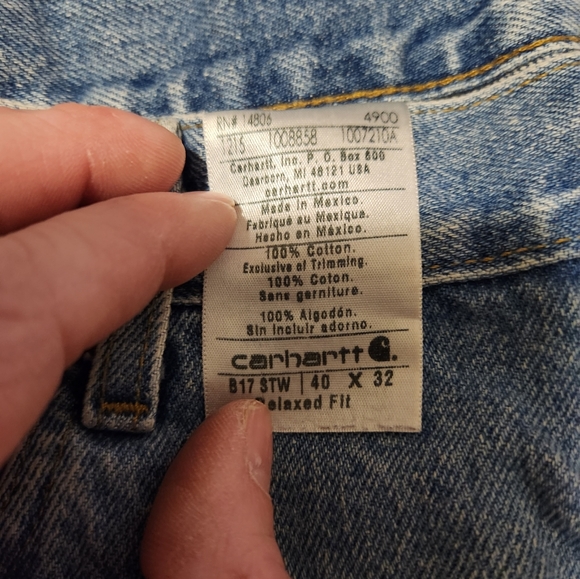 RN# 14806 4900
1215 1008858 1007210A
Carhartt, Inc. P. O. Box 600
Dearborn, MI 48121 USA
carhartt.com
Made in Mexico.
Fabriqué au Mexique.
Hecho en México.
100% Cotton.
Exclusive of Trimming.
100% Coton.
Sans garniture.
100% Algodón.
Sin incluir adorno.
carhartt
B17 STW 40 X 32
Relaxed Fit